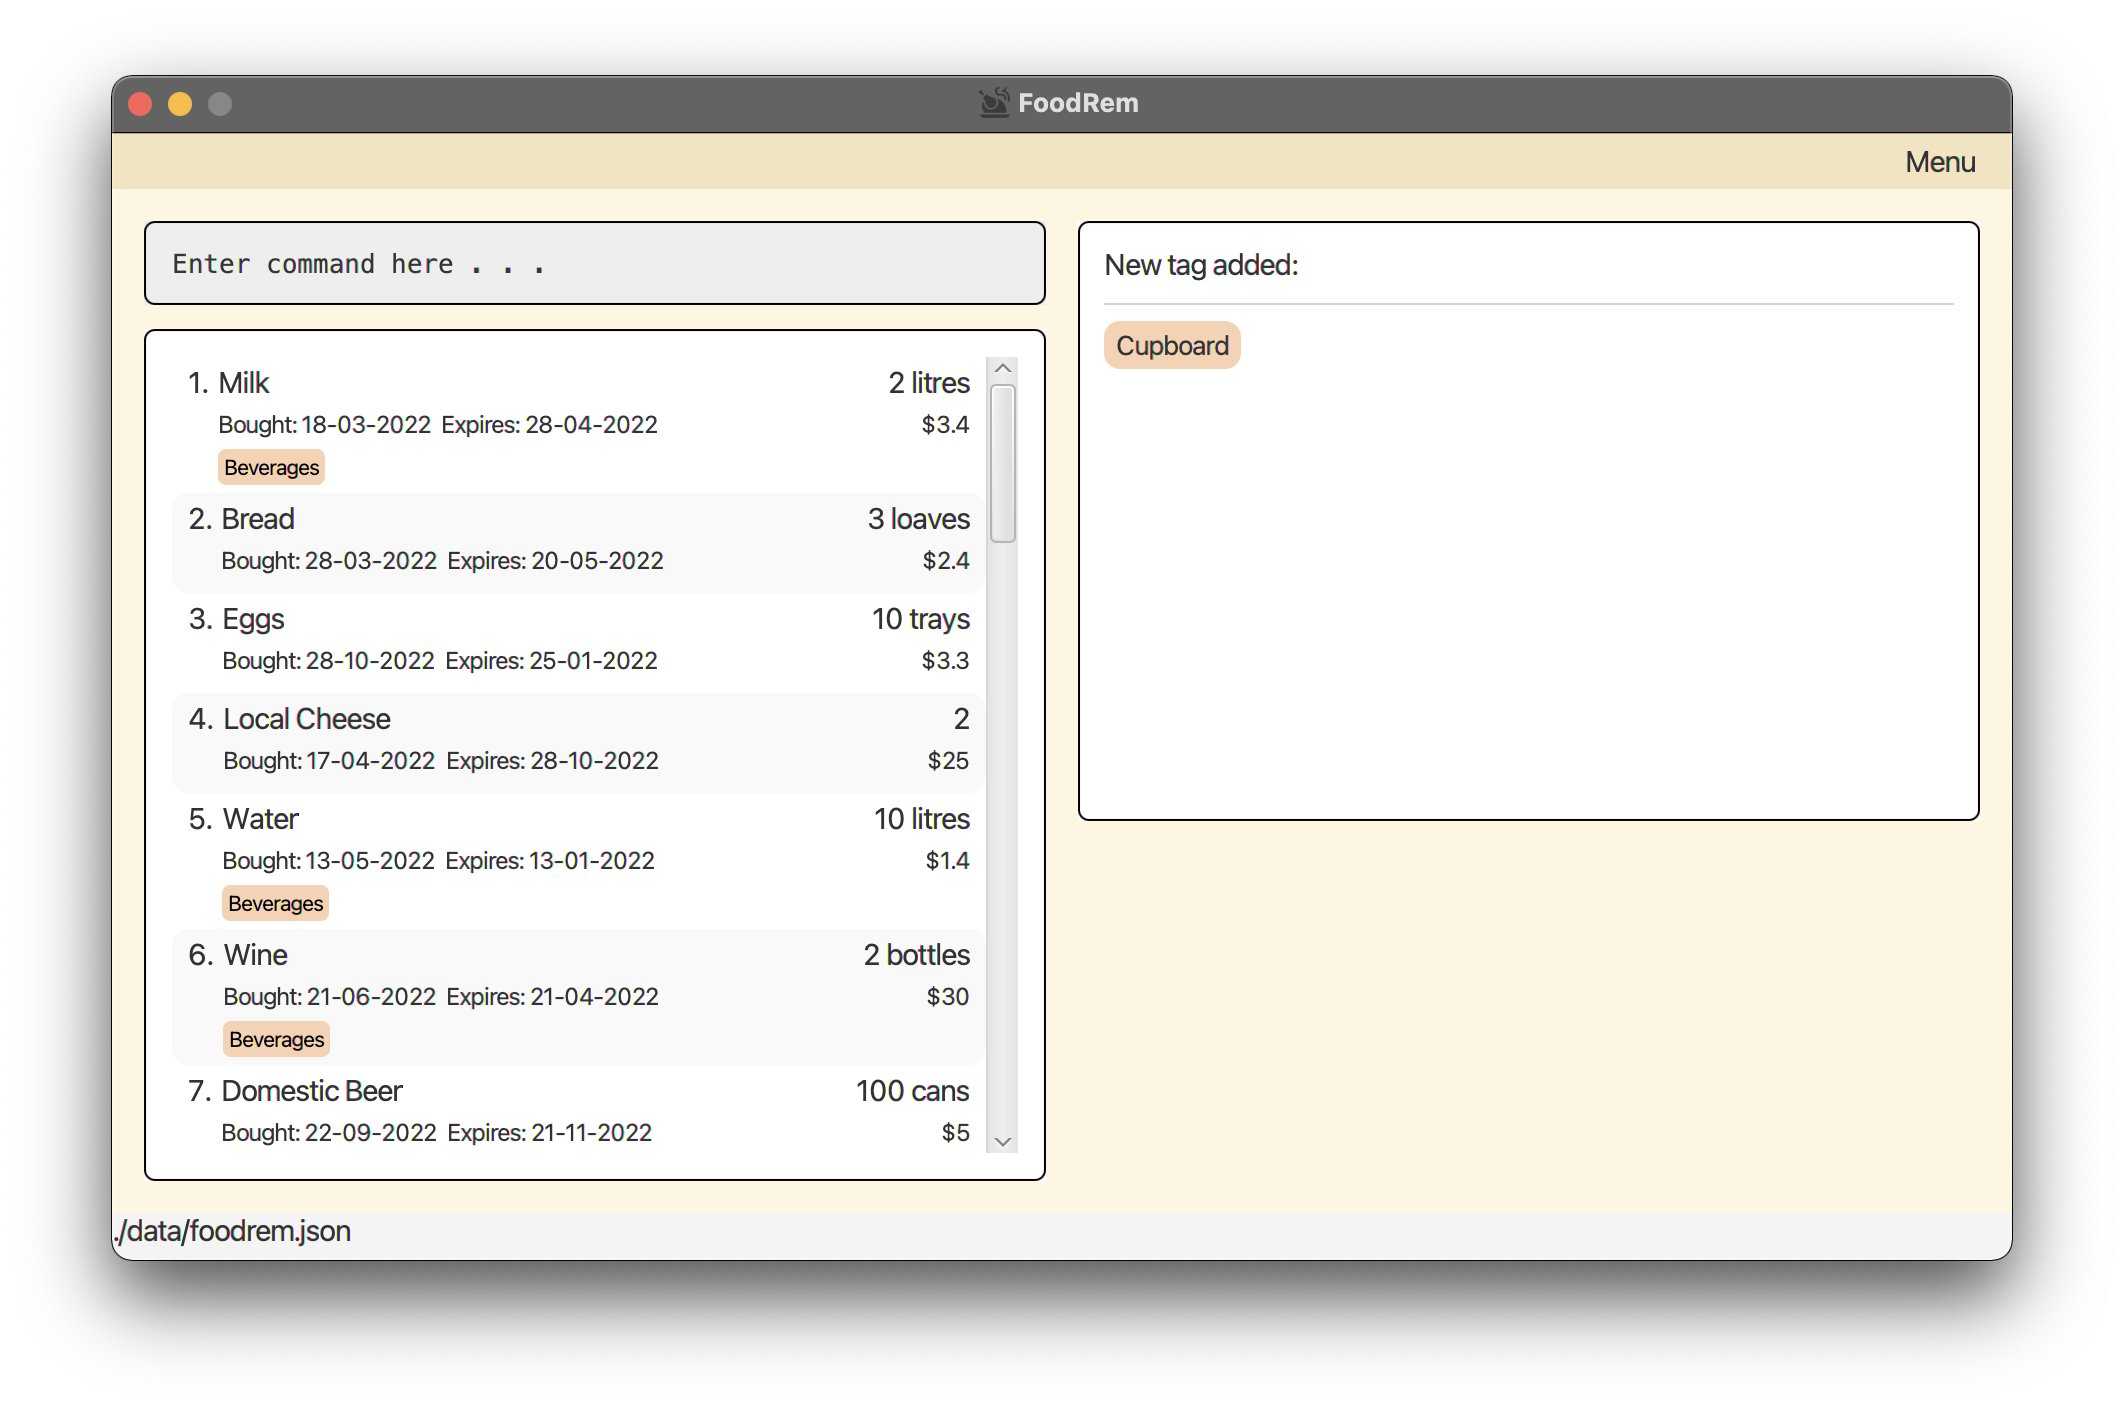 FoodRem
Menu
Enter command here . . .
1. Milk 2 litres
Bought: 18-03-2022 Expires: 28-04-2022 $3.4
Beverages
2. Bread 3 loaves
Bought: 28-03-2022 Expires: 20-05-2022 $2.4
3. Eggs 10 trays
Bought: 28-10-2022 Expires: 25-01-2022 $3.3
4. Local Cheese 2
Bought: 17-04-2022 Expires: 28-10-2022 $25
5. Water 10 litres
Bought: 13-05-2022 Expires: 13-01-2022 $1.4
Beverages
6. Wine 2 bottles
Bought: 21-06-2022 Expires: 21-04-2022 $30
Beverages
7. Domestic Beer 100 cans
Bought: 22-09-2022 Expires: 21-11-2022 $5
New tag added:
Cupboard
./data/foodrem.json